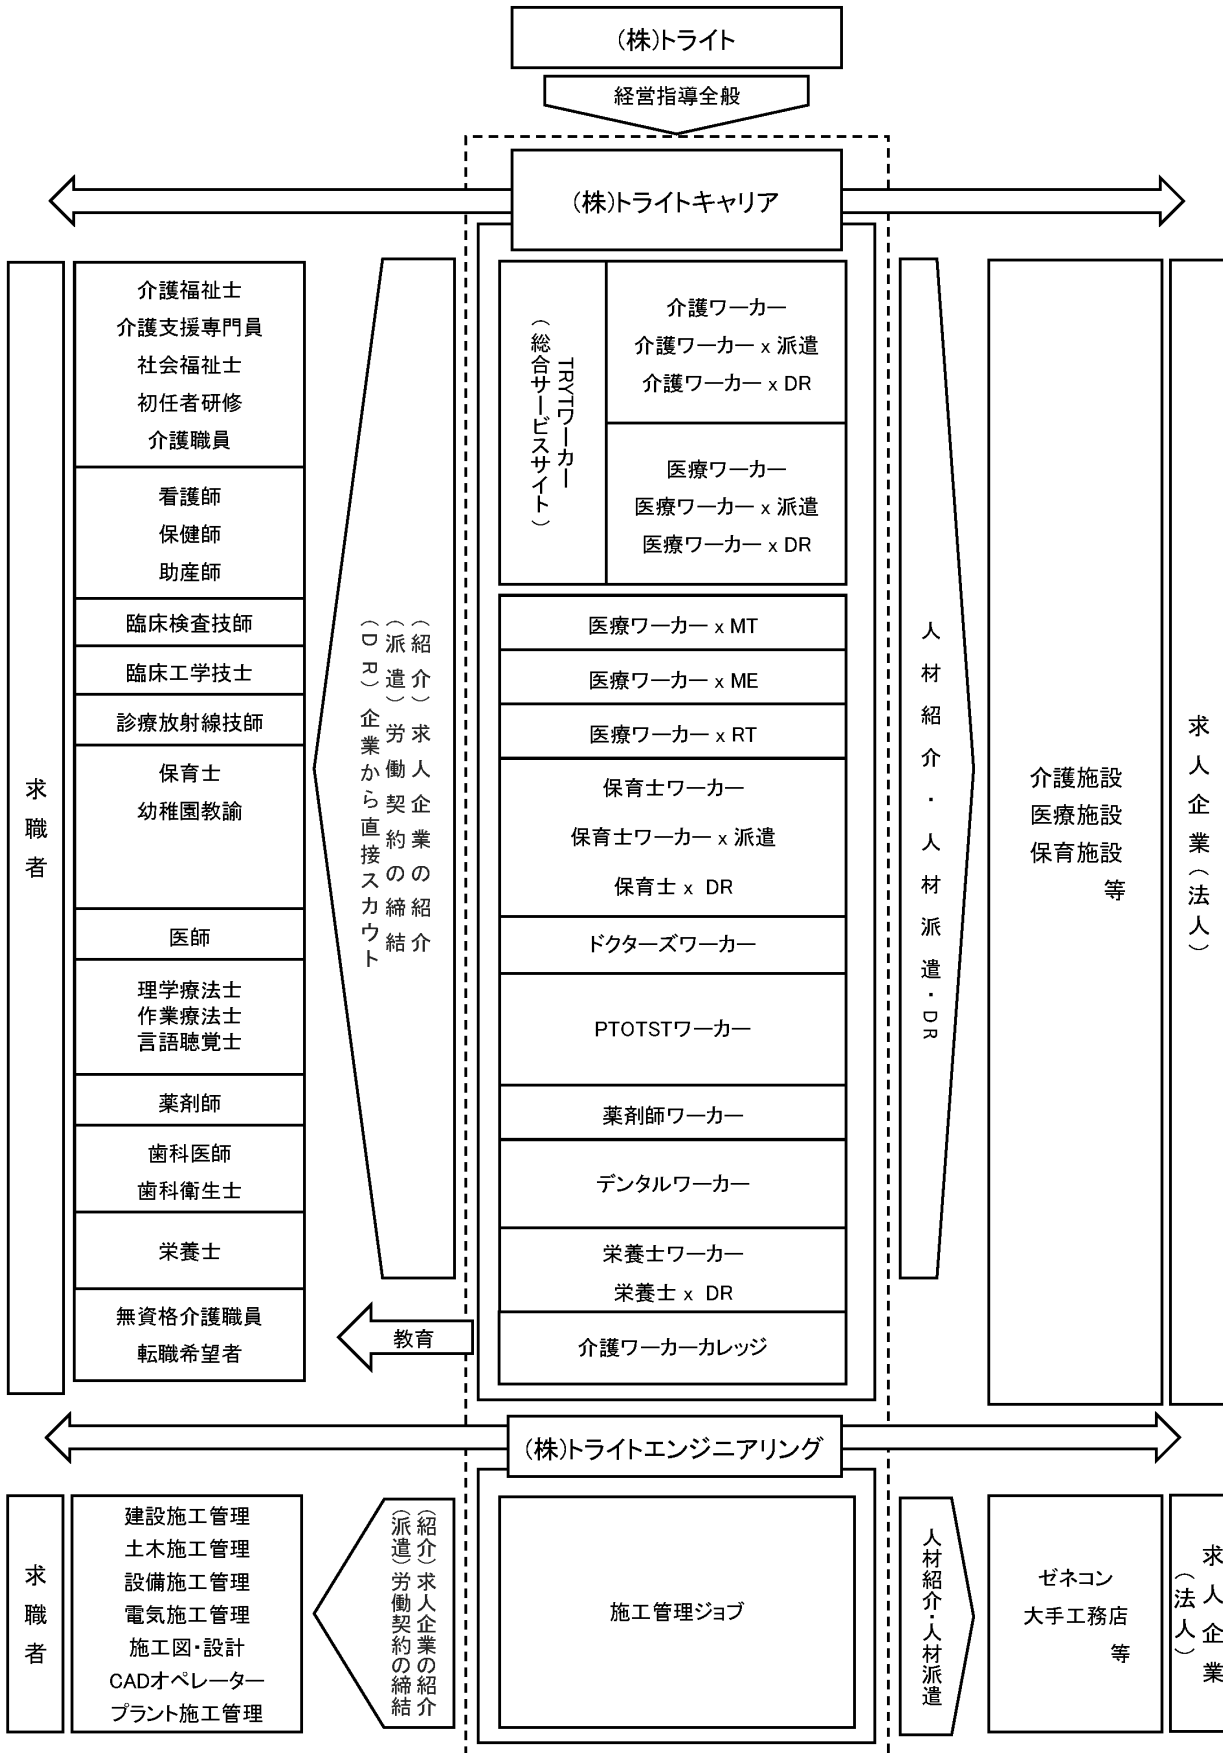 (株)トライト
経営指導全般
(株)トライトキャリア
求職者
介護福祉士
介護支援専門員
社会福祉士
初任者研修
介護職員
看護師
保健師
助産師
臨床検査技師
臨床工学技士
診療放射線技師
保育士
幼稚園教諭
医師
理学療法士
作業療法士
言語聴覚士
薬剤師
歯科医師
歯科衛生士
栄養士
無資格介護職員
転職希望者
(紹介)求人企業の紹介
(派遣)労働契約の締結
(DR)企業から直接スカウト
教育
TRYTワーカー
(総合サービスサイト)
介護ワーカー
介護ワーカー x 派遣
介護ワーカー x DR
医療ワーカー
医療ワーカー x 派遣
医療ワーカー x DR
医療ワーカー x MT
医療ワーカー x ME
医療ワーカー x RT
保育士ワーカー
保育士ワーカー x 派遣
保育士 x DR
ドクターズワーカー
PTOTSTワーカー
薬剤師ワーカー
デンタルワーカー
栄養士ワーカー
栄養士 x DR
介護ワーカーカレッジ
人材紹介・人材派遣・DR
介護施設
医療施設
保育施設
等
求人企業(法人)
(株)トライトエンジニアリング
求職者
建設施工管理
土木施工管理
設備施工管理
電気施工管理
施工図・設計
CADオペレーター
プラント施工管理
(紹介)求人企業の紹介
(派遣)労働契約の締結
施工管理ジョブ
人材紹介・人材派遣
ゼネコン
大手工務店
等
求人企業
(法人)